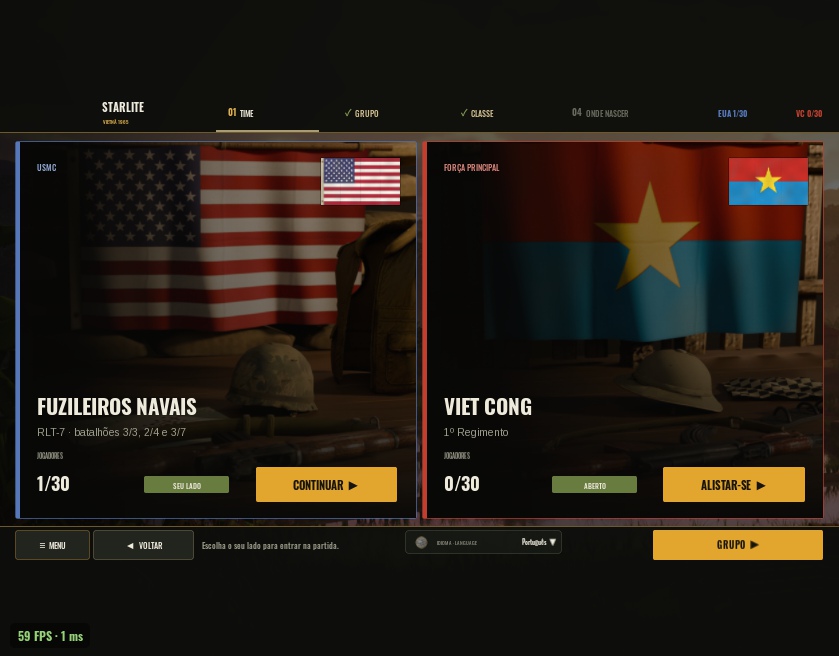 STARLITE
VIETNÃ 1965
01 TIME
✓ GRUPO
✓ CLASSE
04 ONDE NASCER
EUA 1/30
VC 0/30
USMC
FUZILEIROS NAVAIS
RLT-7 · batalhões 3/3, 2/4 e 3/7
JOGADORES
1/30
SEU LADO
CONTINUAR ▶
FORÇA PRINCIPAL
VIET CONG
1º Regimento
JOGADORES
0/30
ABERTO
ALISTAR-SE ▶
≡ MENU
◄ VOLTAR
Escolha o seu lado para entrar na partida.
IDIOMA · LANGUAGE
Português ▼
GRUPO ▶
59 FPS · 1 ms